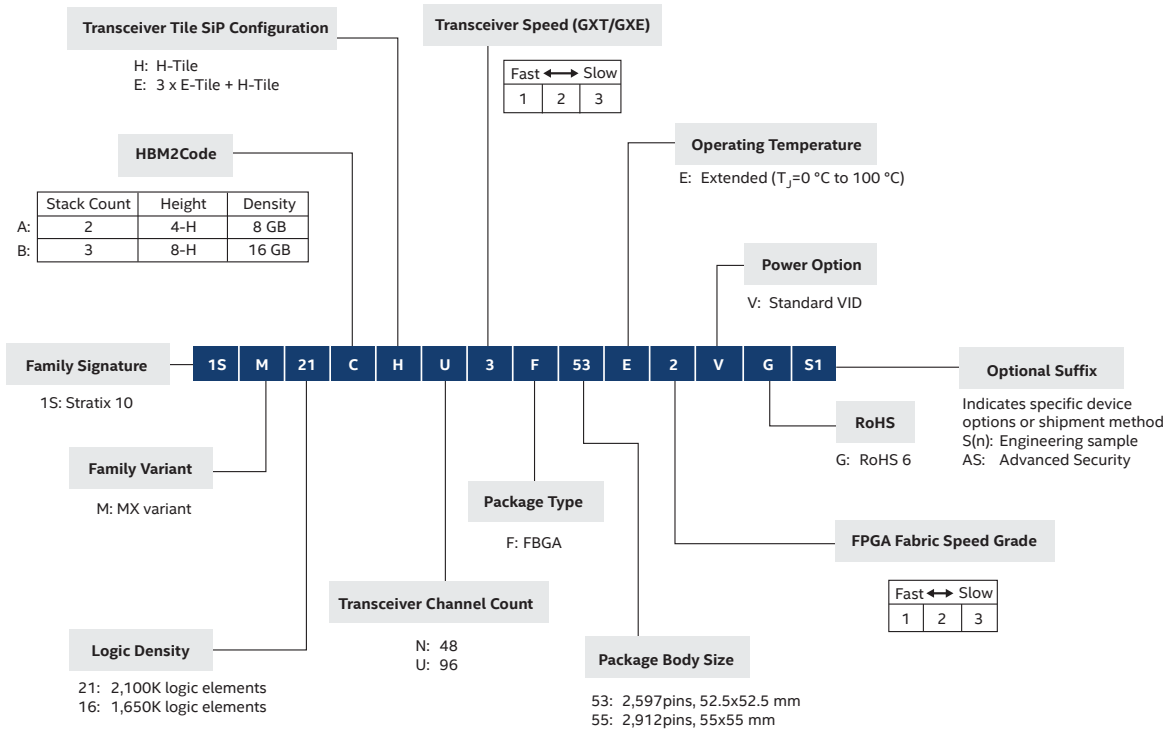 Transceiver Tile SiP Configuration
H: H-Tile
E: 3 x E-Tile + H-Tile
Transceiver Speed (GXT/GXE)
Fast ↔ Slow
1 2 3
HBM2Code
Stack Count Height Density
A: 2 4-H 8 GB
B: 3 8-H 16 GB
Operating Temperature
E: Extended (TJ=0 °C to 100 °C)
Power Option
V: Standard VID
Family Signature
1S: Stratix 10
1S M 21 C H U 3 F 53 E 2 V G S1
Optional Suffix
Indicates specific device
options or shipment method
S(n): Engineering sample
AS: Advanced Security
RoHS
G: RoHS 6
Family Variant
M: MX variant
Package Type
F: FBGA
FPGA Fabric Speed Grade
Fast ↔ Slow
1 2 3
Transceiver Channel Count
N: 48
U: 96
Logic Density
21: 2,100K logic elements
16: 1,650K logic elements
Package Body Size
53: 2,597pins, 52.5x52.5 mm
55: 2,912pins, 55x55 mm